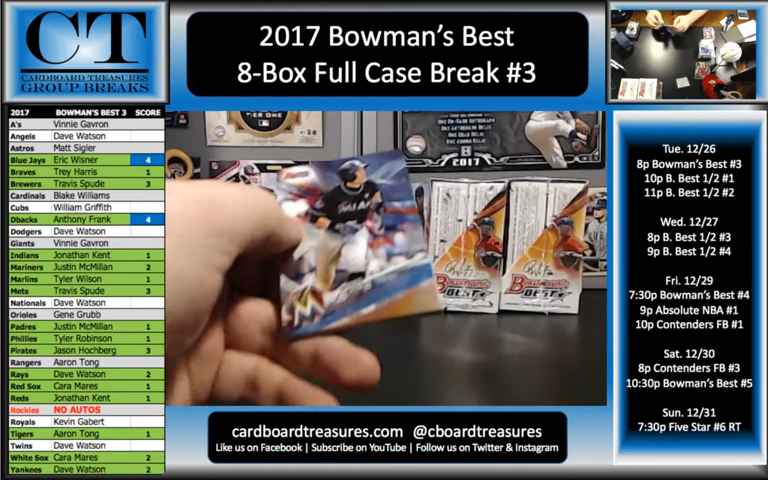 CT
CARDBOARD TREASURES
GROUP BREAKS
2017 Bowman's Best
8-Box Full Case Break #3
2017 BOWMAN'S BEST 3 SCORE
A's Vinnie Gavron
Angels Dave Watson
Astros Matt Sigler
Blue Jays Eric Wisner 4
Braves Trey Harris 1
Brewers Travis Spude 3
Cardinals Blake Williams
Cubs William Griffith
Dbacks Anthony Frank 4
Dodgers Dave Watson
Giants Vinnie Gavron
Indians Jonathan Kent 1
Mariners Justin McMillan 2
Marlins Tyler Wilson 1
Mets Travis Spude 3
Nationals Dave Watson
Orioles Gene Grubb
Padres Justin McMillan 1
Phillies Tyler Robinson 1
Pirates Jason Hochberg 3
Rangers Aaron Tong
Rays Dave Watson 2
Red Sox Cara Mares 1
Reds Jonathan Kent 1
Rockies NO AUTOS
Royals Kevin Gabert
Tigers Aaron Tong 1
Twins Dave Watson
White Sox Cara Mares 2
Yankees Dave Watson 2
TIER ONE
ONE AUTOGRAPH RELIC
2017
BOWMAN'S
BEST
BOWMAN'S
BEST
Tue. 12/26
8p Bowman's Best #3
10p B. Best 1/2 #1
11p B. Best 1/2 #2
Wed. 12/27
8p B. Best 1/2 #3
9p B. Best 1/2 #4
Fri. 12/29
7:30p Bowman's Best #4
9p Absolute NBA #1
10p Contenders FB #1
Sat. 12/30
8p Contenders FB #3
10:30p Bowman's Best #5
Sun. 12/31
7:30p Five Star #6 RT
cardboardtreasures.com @cboardtreasures
Like us on Facebook | Subscribe on YouTube | Follow us on Twitter & Instagram